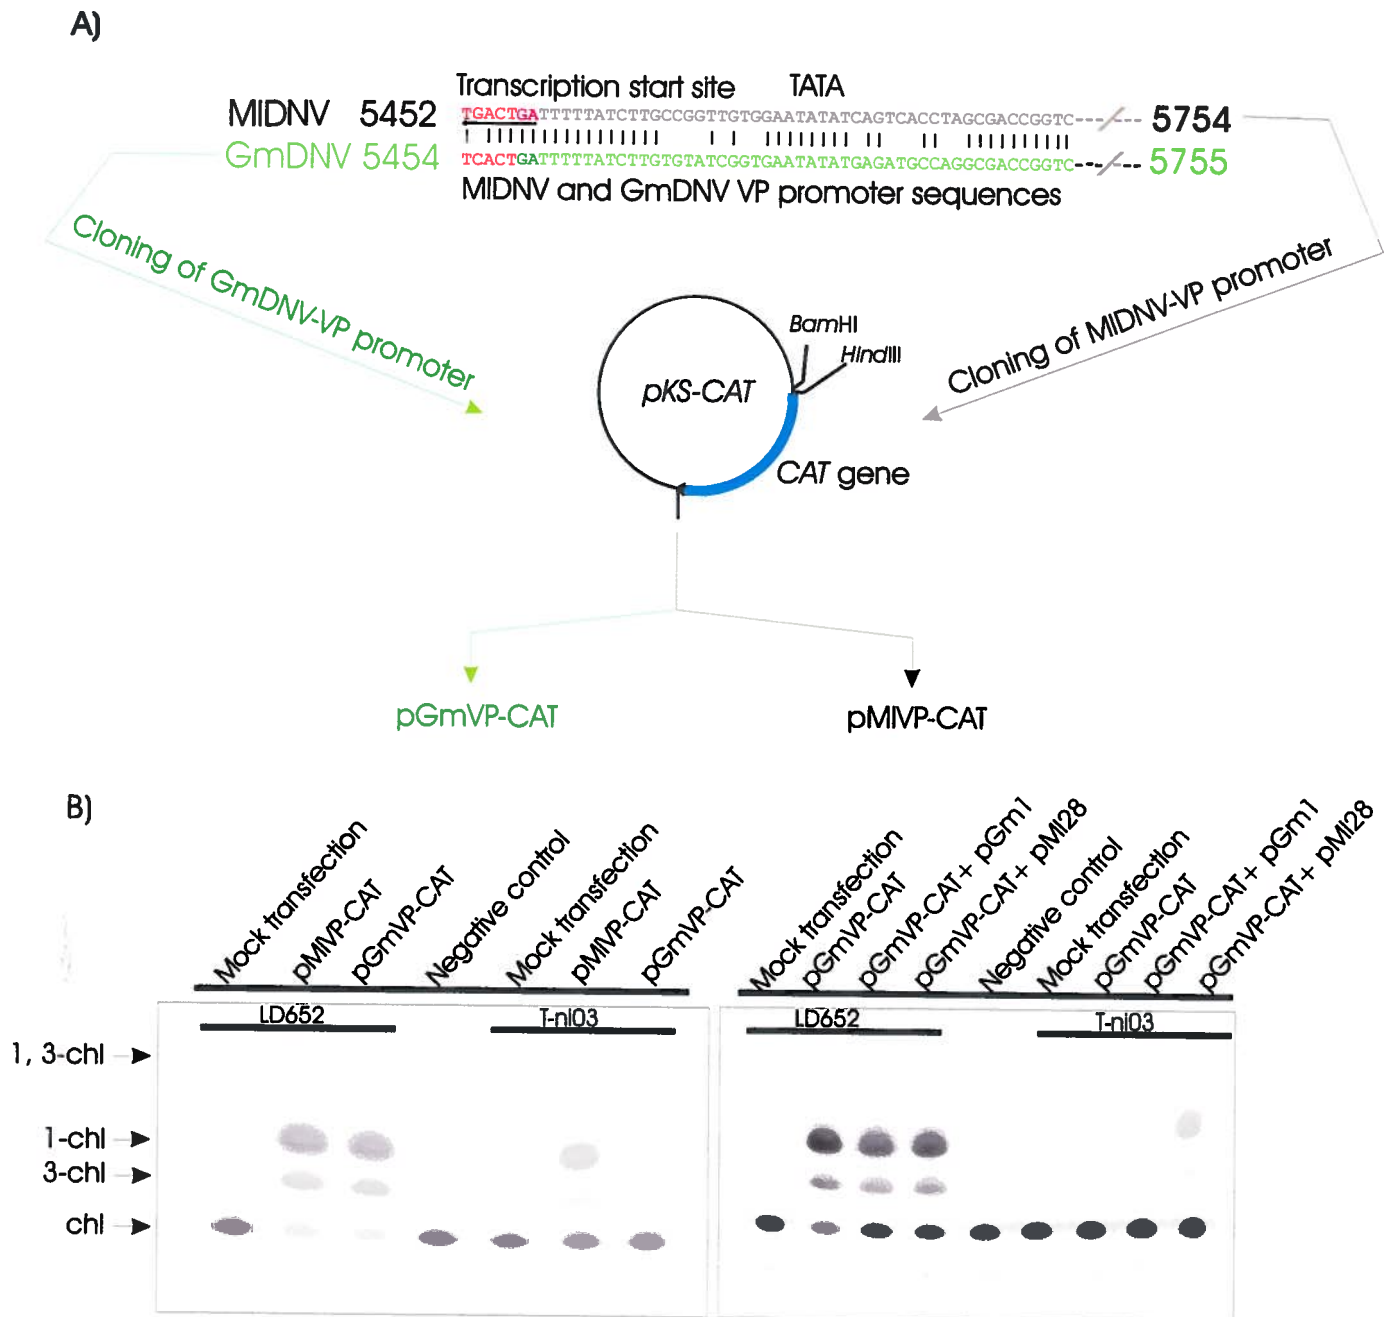 A)
Transcription start site TATA
MlDNV 5452 TGACTGATTTTTATCTTGCCGGTTGTGGAATATATCAGTCACCTAGCGACCGGTC 5754
GmDNV 5454 TCACTGATTTTTATCTTGTGTATCGGTGAATATATGAGATGCCAGGCGACCGGTC 5755
MlDNV and GmDNV VP promoter sequences
Cloning of GmDNV-VP promoter
Cloning of MlDNV-VP promoter
BamHI
HindIII
pKS-CAT
CAT gene
pGmVP-CAT
pMlVP-CAT
B)
Mock transfection
pMlVP-CAT
pGmVP-CAT
Negative control
Mock transfection
pMlVP-CAT
pGmVP-CAT
Mock transfection
pGmVP-CAT
pGmVP-CAT + pGm1
pGmVP-CAT + pMl28
Negative control
Mock transfection
pGmVP-CAT
pGmVP-CAT + pGm1
pGmVP-CAT + pMl28
LD652
T-ni03
LD652
T-ni03
1, 3-chl
1-chl
3-chl
chl